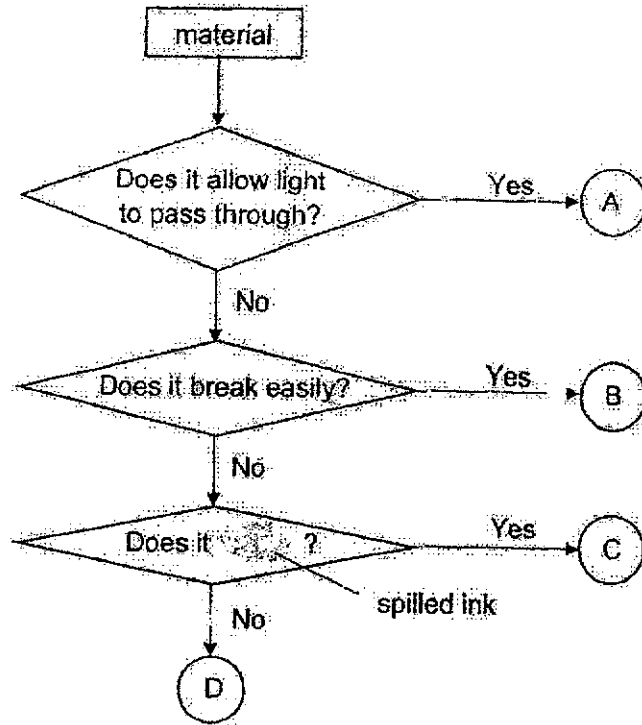 material
Does it allow light
to pass through?
Yes
A
No
Does it break easily?
Yes
B
No
Does it ?
Yes
C
spilled ink
No
D